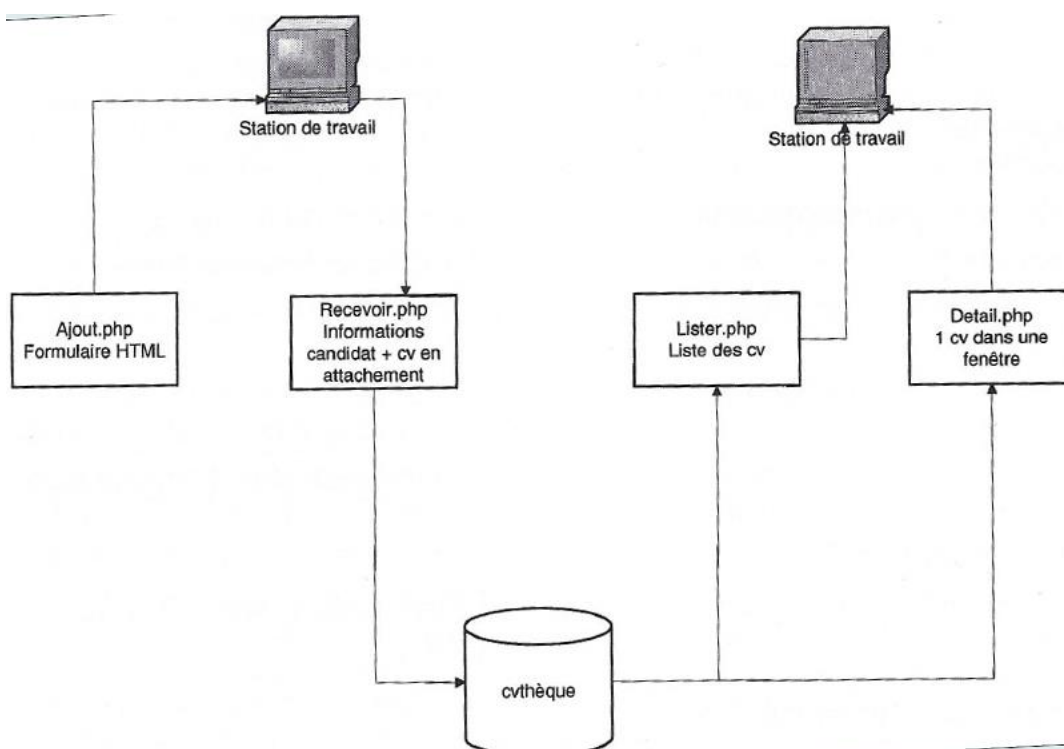 Station de travail
Station de travail
Ajout.php
Formulaire HTML
Recevoir.php
Informations
candidat + cv en
attachement
Lister.php
Liste des cv
Detail.php
1 cv dans une
fenêtre
cvthèque